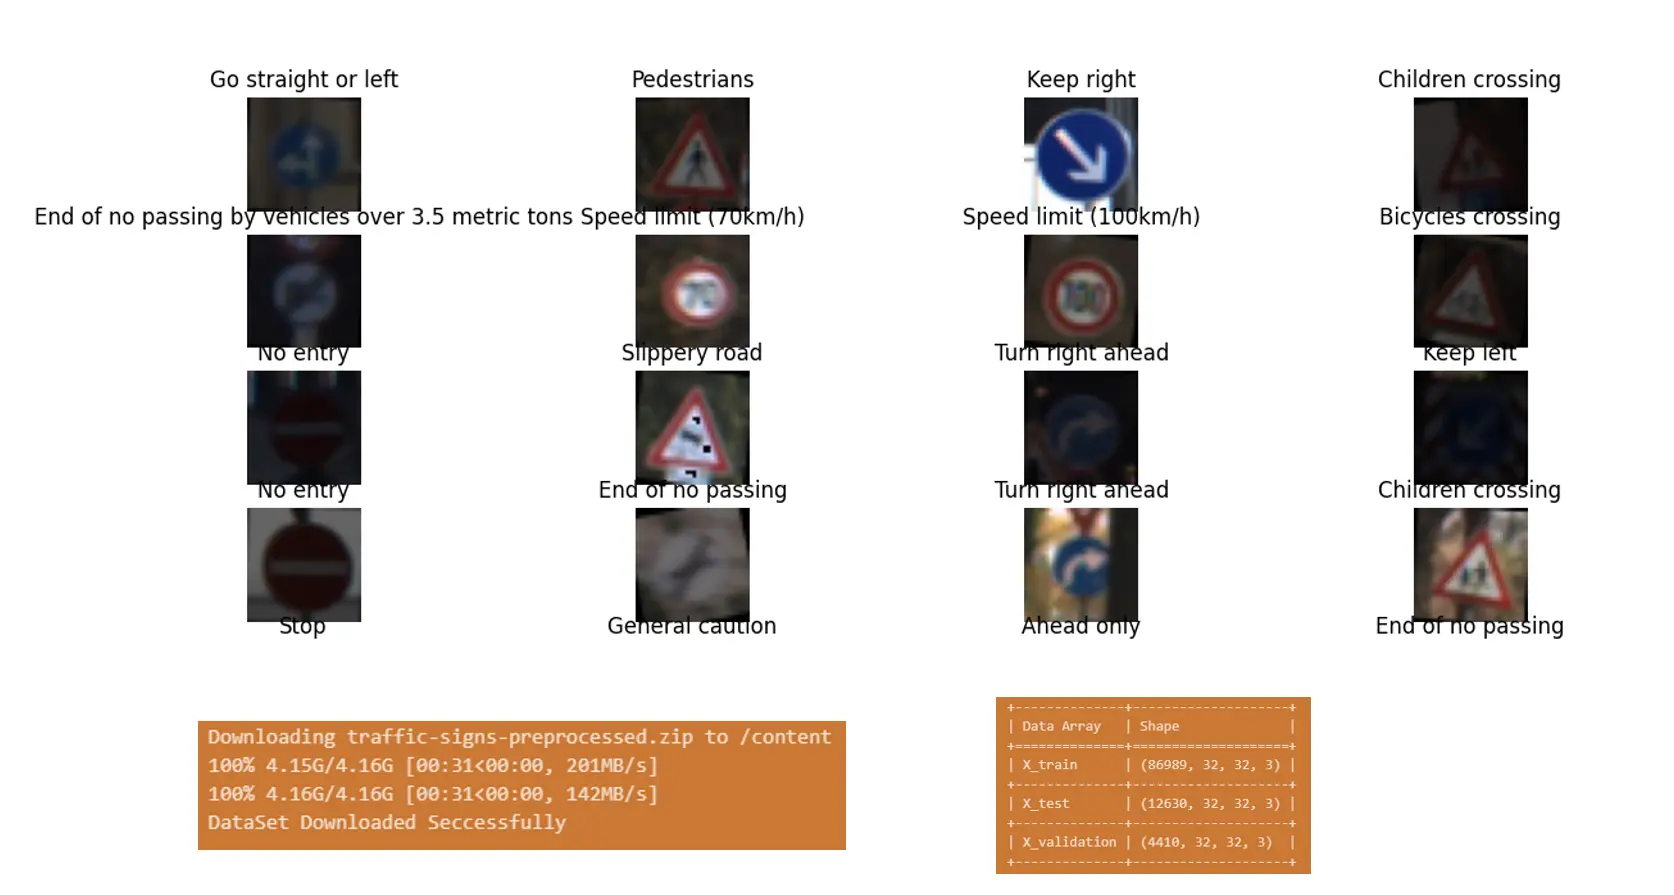 Go straight or left Pedestrians Keep right Children crossing
End of no passing by vehicles over 3.5 metric tons Speed limit (70km/h) Speed limit (100km/h) Bicycles crossing
70 100
No entry Slippery road Turn right ahead Keep left
No entry End of no passing Turn right ahead Children crossing
Stop General caution Ahead only End of no passing
Downloading traffic-signs-preprocessed.zip to /content
100% 4.15G/4.16G [00:31<00:00, 201MB/s]
100% 4.16G/4.16G [00:31<00:00, 142MB/s]
DataSet Downloaded Seccessfully
+--------------+--------------------+
| Data Array | Shape |
+==============+====================+
| X_train | (86989, 32, 32, 3) |
+--------------+--------------------+
| X_test | (12630, 32, 32, 3) |
+--------------+--------------------+
| X_validation | (4410, 32, 32, 3) |
+--------------+--------------------+